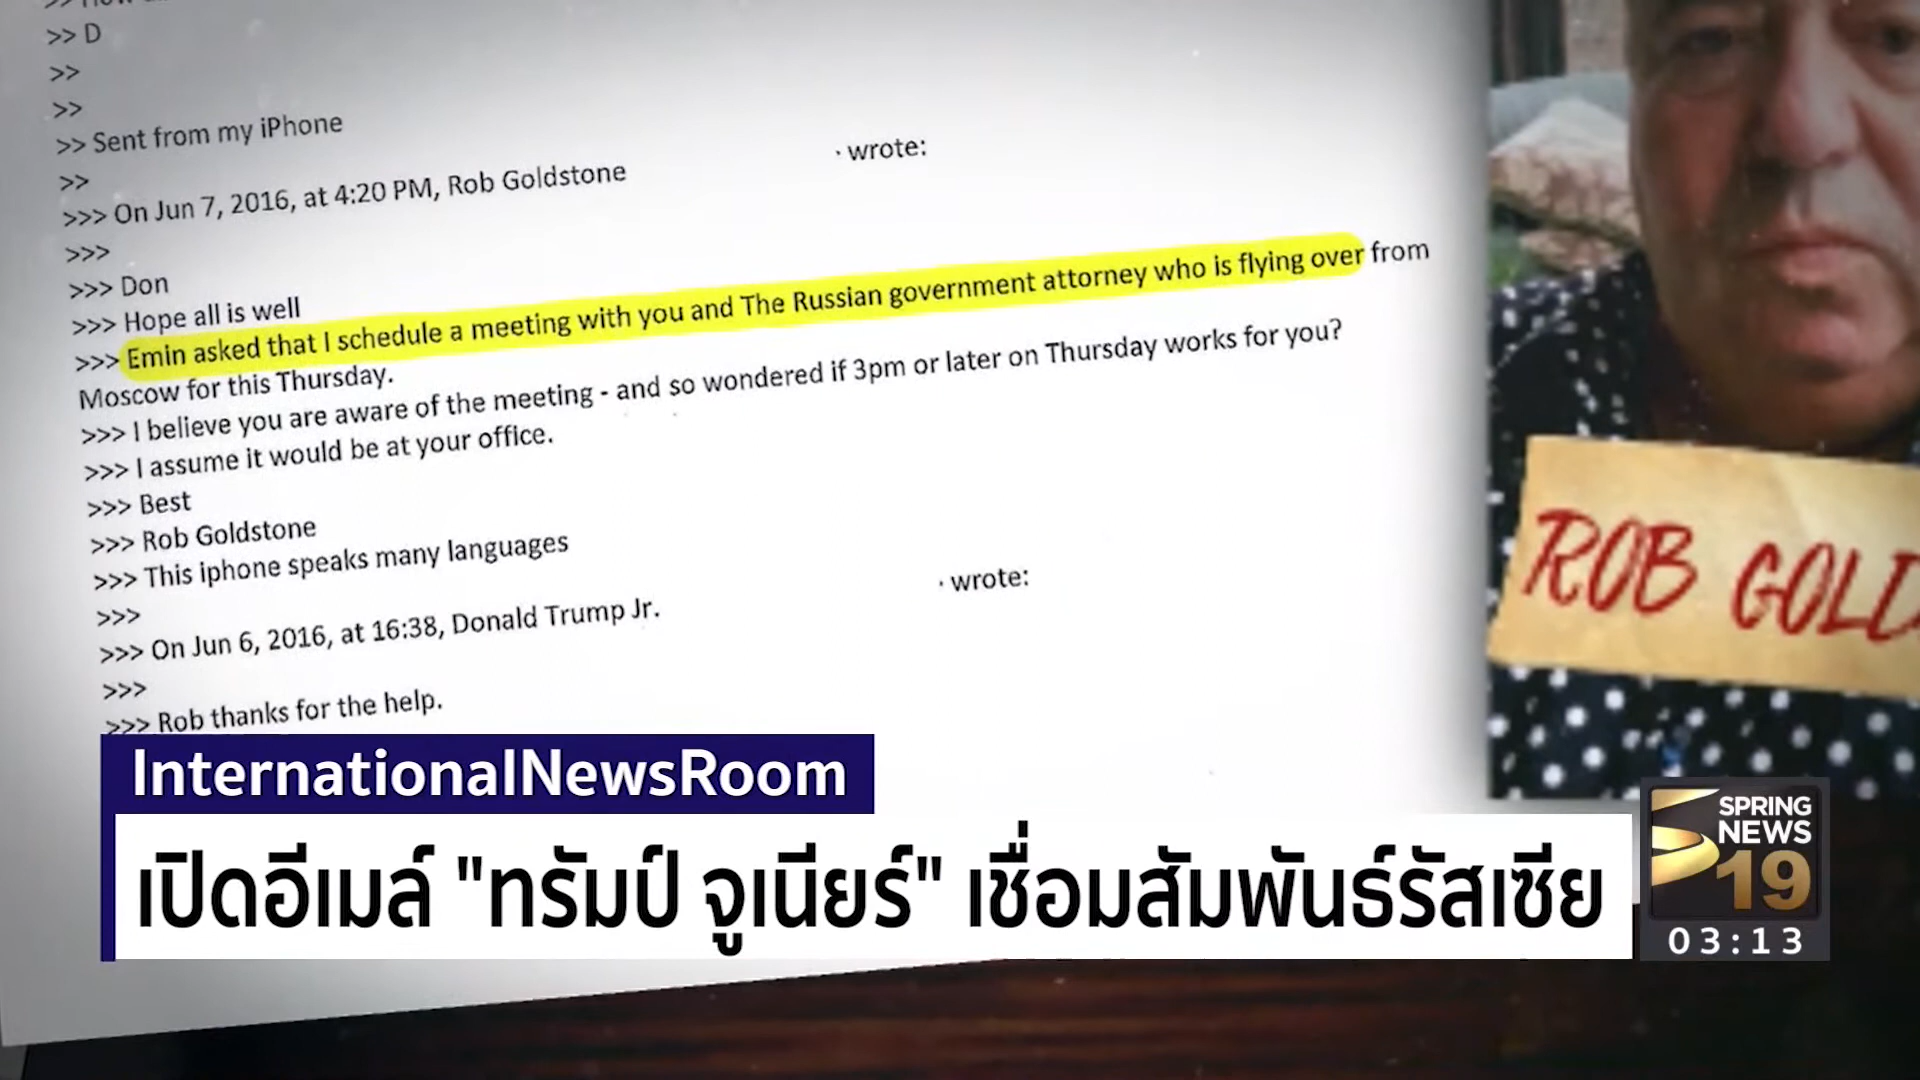 >> D
>>
>>
>> Sent from my iPhone
>>
>>> On Jun 7, 2016, at 4:20 PM, Rob Goldstone wrote:
>>>
>>> Don
>>> Hope all is well
>>> Emin asked that I schedule a meeting with you and The Russian government attorney who is flying over from
Moscow for this Thursday.
>>> I believe you are aware of the meeting - and so wondered if 3pm or later on Thursday works for you?
>>> I assume it would be at your office.
>>> Best
>>> Rob Goldstone
>>> This iphone speaks many languages
>>>
>>> On Jun 6, 2016, at 16:38, Donald Trump Jr. wrote:
>>>
>>> Rob thanks for the help.
ROB GOLD
InternationalNewsRoom
เปิดอีเมล์ "ทรัมป์ จูเนียร์" เชื่อมสัมพันธ์รัสเซีย
SPRING
NEWS
19
03:13